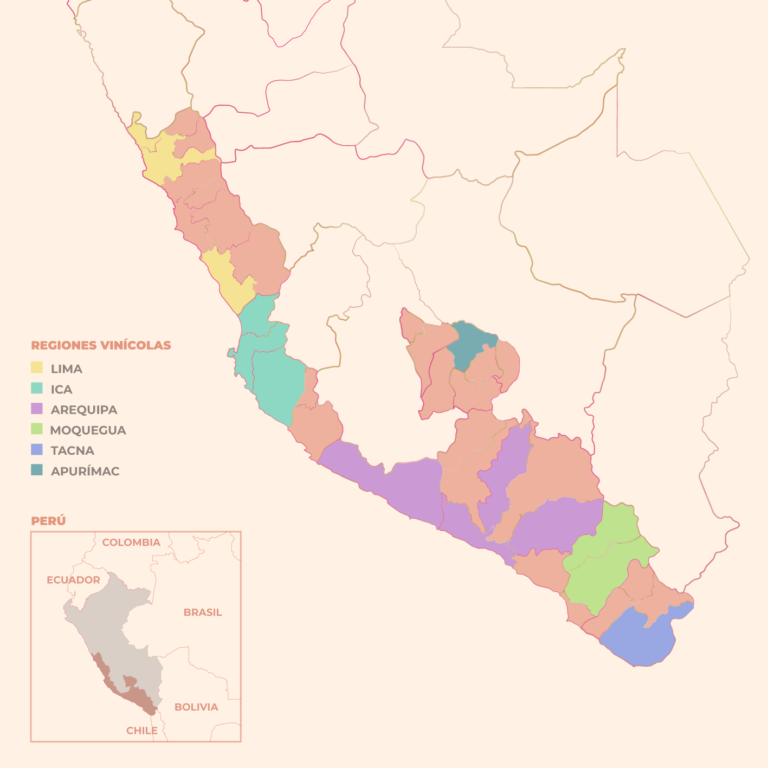 REGIONES VINÍCOLAS
LIMA
ICA
AREQUIPA
MOQUEGUA
TACNA
APURÍMAC
PERÚ
COLOMBIA
ECUADOR
BRASIL
BOLIVIA
CHILE